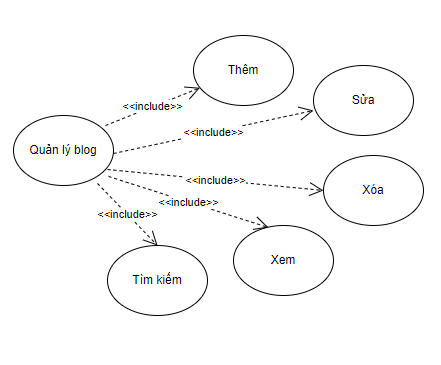 Thêm
Sửa
<<include>>
<<include>>
Quản lý blog
<<include>>
Xóa
<<include>>
<<include>>
Xem
Tìm kiếm